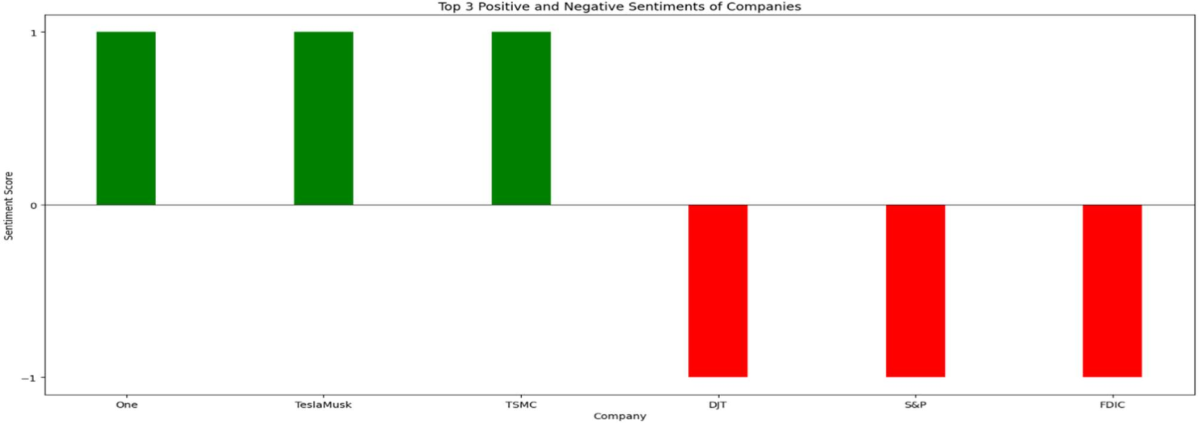 Top 3 Positive and Negative Sentiments of Companies
Sentiment Score
1
0
−1
One TeslaMusk TSMC DJT S&P FDIC
Company